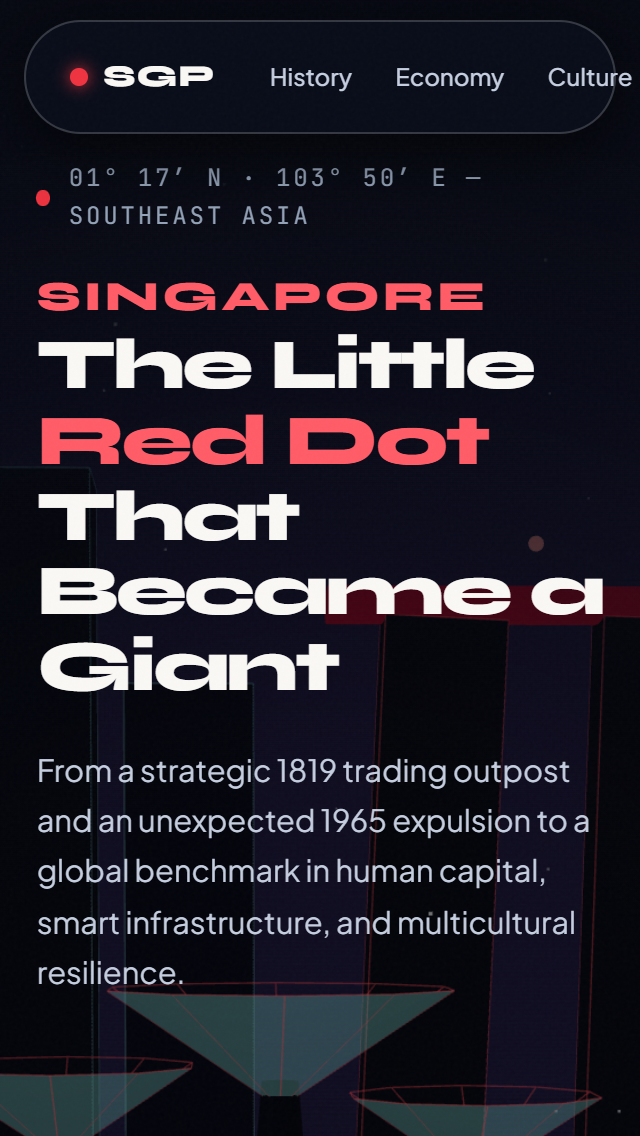 SGP
History
Economy
Culture
01° 17′ N · 103° 50′ E —
SOUTHEAST ASIA
SINGAPORE
The Little
Red Dot
That
Became a
Giant
From a strategic 1819 trading outpost
and an unexpected 1965 expulsion to a
global benchmark in human capital,
smart infrastructure, and multicultural
resilience.